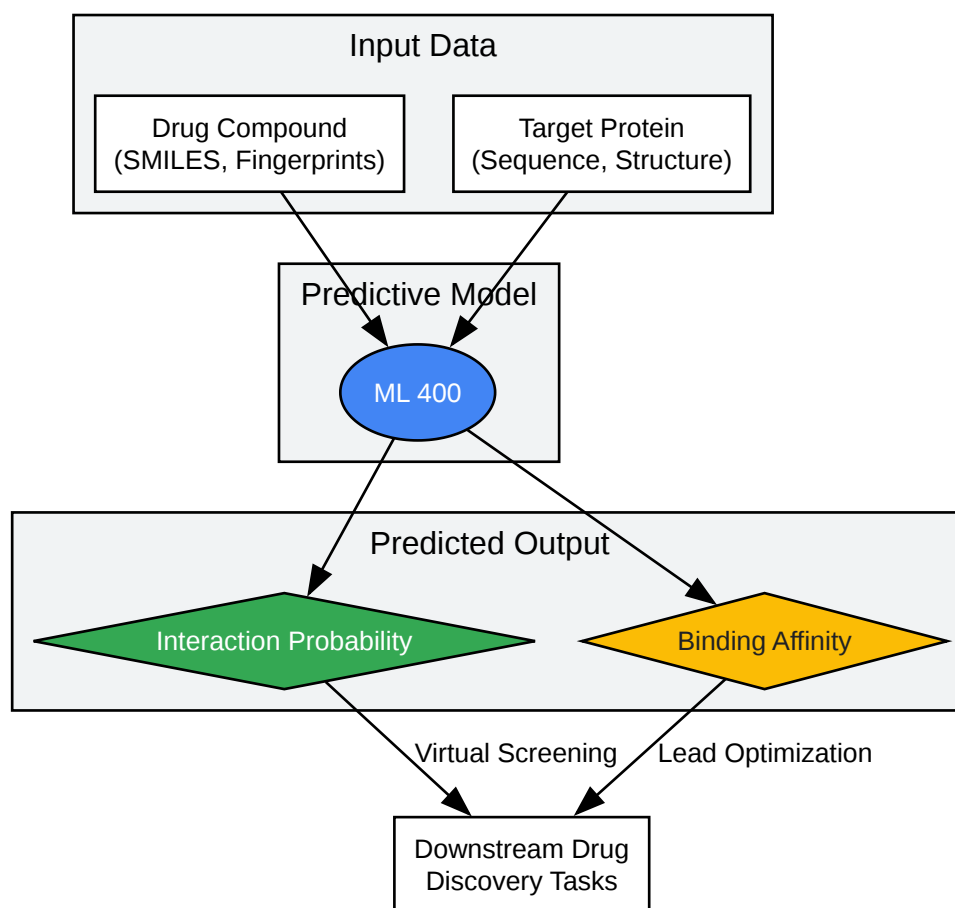 Input Data
Drug Compound
(SMILES, Fingerprints)
Target Protein
(Sequence, Structure)
Predictive Model
ML 400
Predicted Output
Interaction Probability
Binding Affinity
Virtual Screening
Lead Optimization
Downstream Drug
Discovery Tasks